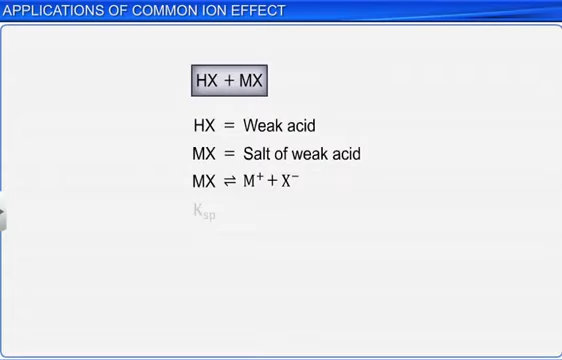 APPLICATIONS OF COMMON ION EFFECT
HX + MX
HX = Weak acid
MX = Salt of weak acid
MX ⇌ M⁺ + X⁻
Kₛₚ